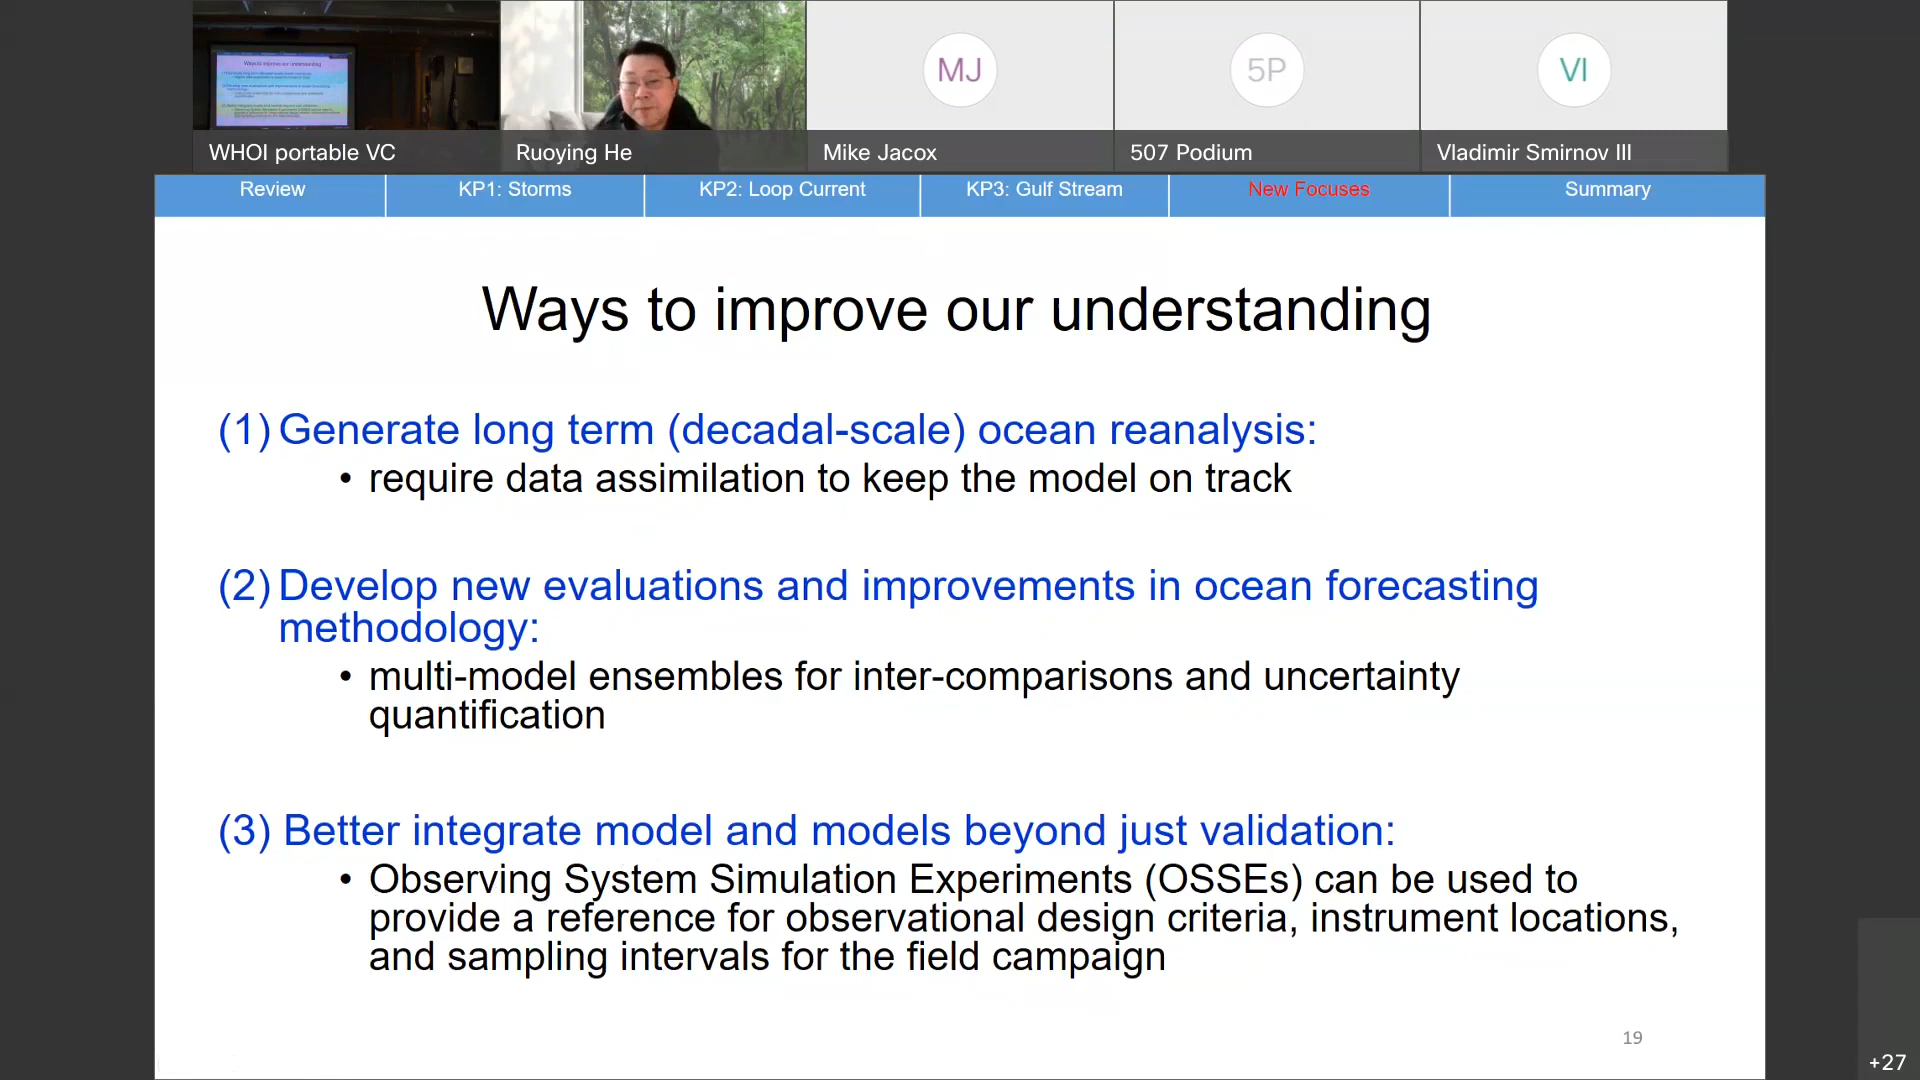 MJ
5P
VI
WHOI portable VC
Ruoying He
Mike Jacox
507 Podium
Vladimir Smirnov III
Review
KP1: Storms
KP2: Loop Current
KP3: Gulf Stream
New Focuses
Summary
Ways to improve our understanding
(1) Generate long term (decadal-scale) ocean reanalysis:
• require data assimilation to keep the model on track
(2) Develop new evaluations and improvements in ocean forecasting
methodology:
• multi-model ensembles for inter-comparisons and uncertainty
quantification
(3) Better integrate model and models beyond just validation:
• Observing System Simulation Experiments (OSSEs) can be used to
provide a reference for observational design criteria, instrument locations,
and sampling intervals for the field campaign
19
+27